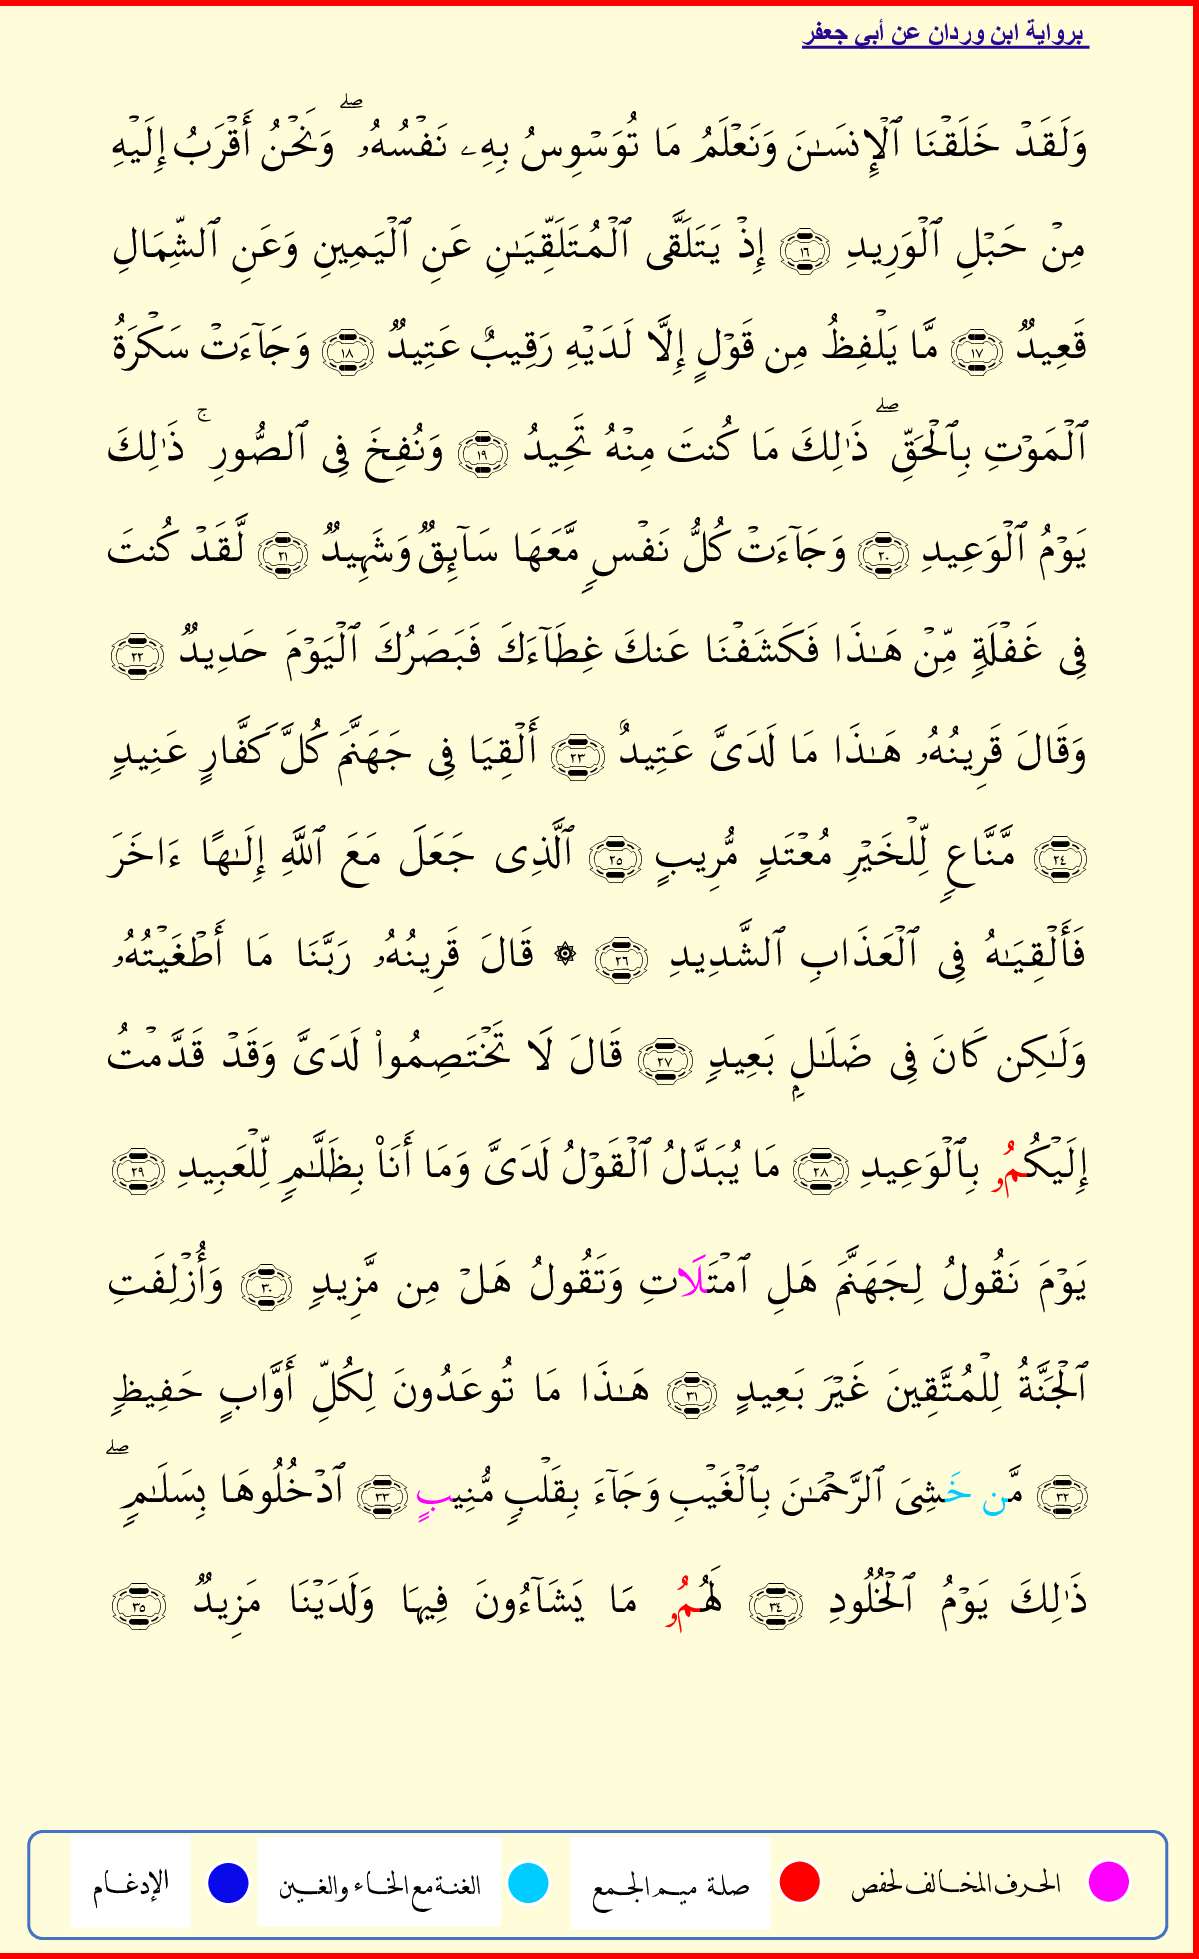 برواية ابن وردان عن أبي جعفر
وَلَقَدْ خَلَقْنَا ٱلْإِنسَـٰنَ وَنَعْلَمُ مَا تُوَسْوِسُ بِهِۦ نَفْسُهُۥ ۖ وَنَحْنُ أَقْرَبُ إِلَيْهِ
مِنْ حَبْلِ ٱلْوَرِيدِ ١٦ إِذْ يَتَلَقَّى ٱلْمُتَلَقِّيَـٰنِ عَنِ ٱلْيَمِينِ وَعَنِ ٱلشِّمَالِ
قَعِيدٌ ١٧ مَّا يَلْفِظُ مِن قَوْلٍ إِلَّا لَدَيْهِ رَقِيبٌ عَتِيدٌ ١٨ وَجَآءَتْ سَكْرَةُ
ٱلْمَوْتِ بِٱلْحَقِّ ۖ ذَٰلِكَ مَا كُنتَ مِنْهُ تَحِيدُ ١٩ وَنُفِخَ فِى ٱلصُّورِ ۚ ذَٰلِكَ
يَوْمُ ٱلْوَعِيدِ ٢٠ وَجَآءَتْ كُلُّ نَفْسٍ مَّعَهَا سَآئِقٌ وَشَهِيدٌ ٢١ لَّقَدْ كُنتَ
فِى غَفْلَةٍ مِّنْ هَـٰذَا فَكَشَفْنَا عَنكَ غِطَآءَكَ فَبَصَرُكَ ٱلْيَوْمَ حَدِيدٌ ٢٢
وَقَالَ قَرِينُهُۥ هَـٰذَا مَا لَدَىَّ عَتِيدٌ ٢٣ أَلْقِيَا فِى جَهَنَّمَ كُلَّ كَفَّارٍ عَنِيدٍ
٢٤ مَّنَّاعٍ لِّلْخَيْرِ مُعْتَدٍ مُّرِيبٍ ٢٥ ٱلَّذِى جَعَلَ مَعَ ٱللَّهِ إِلَـٰهًا ءَاخَرَ
فَأَلْقِيَـٰهُ فِى ٱلْعَذَابِ ٱلشَّدِيدِ ٢٦ ۞ قَالَ قَرِينُهُۥ رَبَّنَا مَا أَطْغَيْتُهُۥ
وَلَـٰكِن كَانَ فِى ضَلَـٰلٍۭ بَعِيدٍ ٢٧ قَالَ لَا تَخْتَصِمُوا۟ لَدَىَّ وَقَدْ قَدَّمْتُ
إِلَيْكُمُۥ بِٱلْوَعِيدِ ٢٨ مَا يُبَدَّلُ ٱلْقَوْلُ لَدَىَّ وَمَا أَنَا۠ بِظَلَّـٰمٍ لِّلْعَبِيدِ ٢٩
يَوْمَ نَقُولُ لِجَهَنَّمَ هَلِ ٱمْتَلَاتِ وَتَقُولُ هَلْ مِن مَّزِيدٍ ٣٠ وَأُزْلِفَتِ
ٱلْجَنَّةُ لِلْمُتَّقِينَ غَيْرَ بَعِيدٍ ٣١ هَـٰذَا مَا تُوعَدُونَ لِكُلِّ أَوَّابٍ حَفِيظٍ
٣٢ مَّن خَشِىَ ٱلرَّحْمَـٰنَ بِٱلْغَيْبِ وَجَآءَ بِقَلْبٍ مُّنِيبٍ ٣٣ ٱدْخُلُوهَا بِسَلَـٰمٍ ۖ
ذَٰلِكَ يَوْمُ ٱلْخُلُودِ ٣٤ لَهُمُۥ مَا يَشَآءُونَ فِيهَا وَلَدَيْنَا مَزِيدٌ ٣٥
الحرف المخالف لحفص صلة ميم الجمع الغنة مع الخاء والغين الإدغام